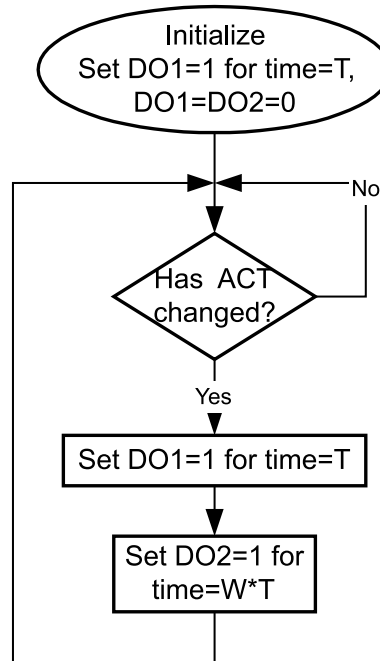 Initialize
Set DO1=1 for time=T,
DO1=DO2=0
No
Has ACT
changed?
Yes
Set DO1=1 for time=T
Set DO2=1 for
time=W*T